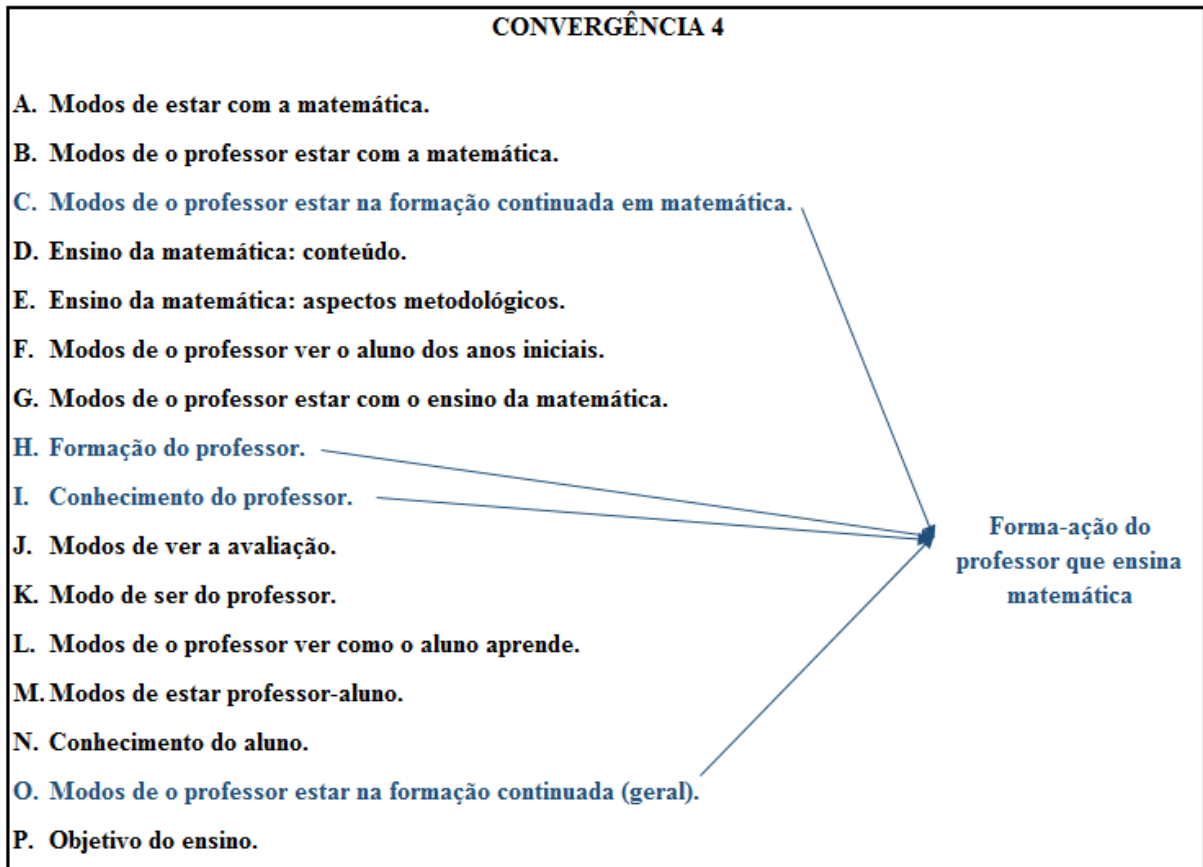 CONVERGÊNCIA 4
A. Modos de estar com a matemática.
B. Modos de o professor estar com a matemática.
C. Modos de o professor estar na formação continuada em matemática.
D. Ensino da matemática: conteúdo.
E. Ensino da matemática: aspectos metodológicos.
F. Modos de o professor ver o aluno dos anos iniciais.
G. Modos de o professor estar com o ensino da matemática.
H. Formação do professor.
I. Conhecimento do professor.
J. Modos de ver a avaliação.
K. Modo de ser do professor.
L. Modos de o professor ver como o aluno aprende.
M. Modos de estar professor-aluno.
N. Conhecimento do aluno.
O. Modos de o professor estar na formação continuada (geral).
P. Objetivo do ensino.
Forma-ação do
professor que ensina
matemática